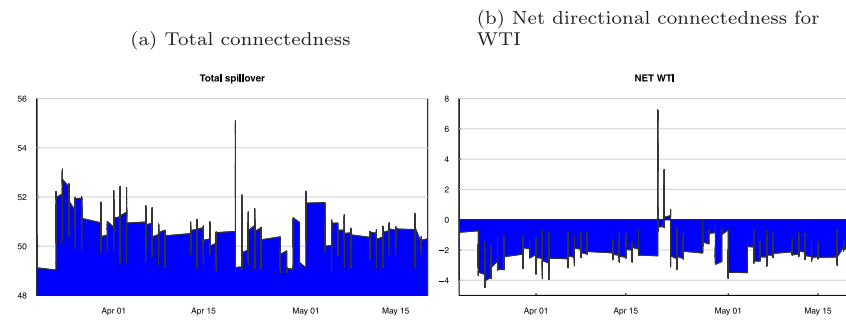 (a) Total connectedness
(b) Net directional connectedness for
WTI
Total spillover
56
54
52
50
48
Apr 01
Apr 15
May 01
May 15
NET WTI
8
6
4
2
0
−2
−4
Apr 01
Apr 15
May 01
May 15